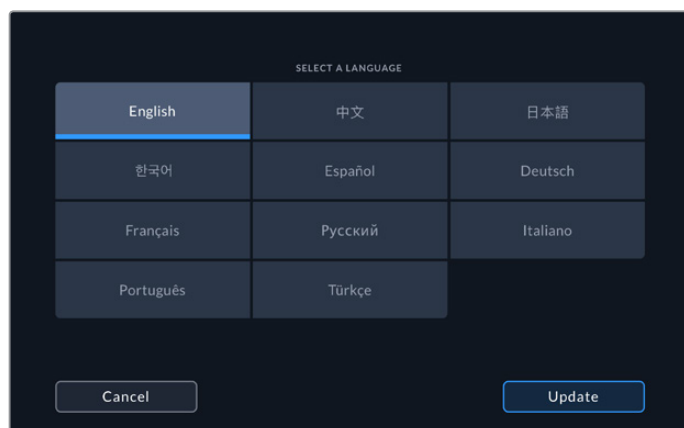 SELECT A LANGUAGE
English 中文 日本語
한국어 Español Deutsch
Français Русский Italiano
Português Türkçe
Cancel Update